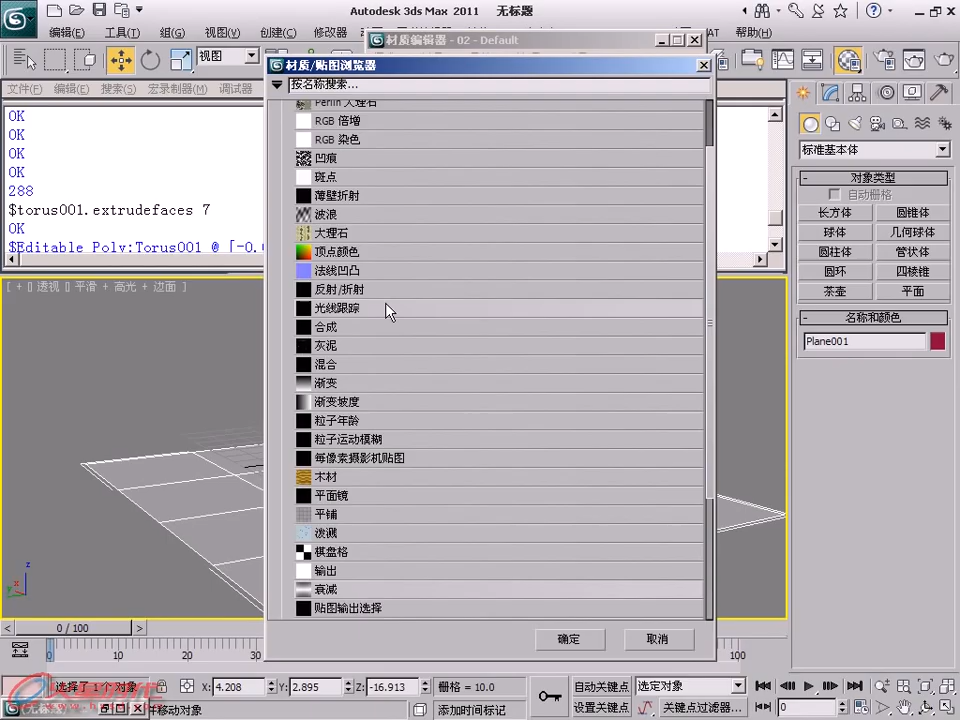 Autodesk 3ds Max 2011 无标题
编辑(E) 工具(T) 组(G) 视图(V) 创建(C) 修改器 帮助(H)
材质编辑器 - 02 - Default
视图
材质/贴图浏览器
按名称搜索...
文件(F) 编辑(E) 搜索(S) 宏录制器(M) 调试器
OK
OK
OK
OK
288
$torus001.extrudefaces 7
OK
$Editable_Poly:Torus001 @ [-0.
[ + [] 透视 [] 平滑 + 高光 + 边面 ]
Perlin 大理石
RGB 倍增
RGB 染色
凹痕
斑点
薄壁折射
波浪
大理石
顶点颜色
法线凹凸
反射/折射
光线跟踪
合成
灰泥
混合
渐变
渐变坡度
粒子年龄
粒子运动模糊
每像素摄影机贴图
木材
平面镜
平铺
泼溅
棋盘格
输出
衰减
贴图输出选择
确定 取消
标准基本体
对象类型
自动栅格
长方体 圆锥体
球体 几何球体
圆柱体 管状体
圆环 四棱锥
茶壶 平面
名称和颜色
Plane001
z
x
y
0 / 100
0 10 20 30 100
选择了 1 个对象 X: 4.208 Y: 2.895 Z: -16.913 栅格 = 10.0 自动关键点 选定对象
移动对象 添加时间标记 设置关键点 关键点过滤器... 0